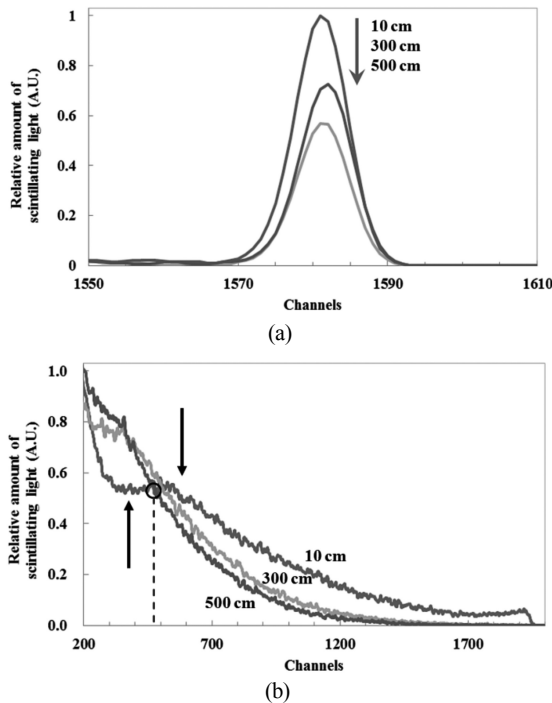 1
0.8
0.6
0.4
0.2
0
Relative amount of
scintillating light (A.U.)
10 cm
300 cm
500 cm
1550
1570
1590
1610
Channels
(a)
1.0
0.8
0.6
0.4
0.2
0.0
Relative amount of
scintillating light (A.U.)
10 cm
300 cm
500 cm
200
700
1200
1700
Channels
(b)